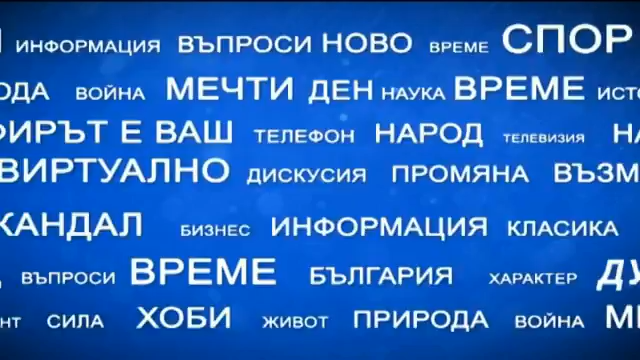 ИНФОРМАЦИЯ ВЪПРОСИ НОВО ВРЕМЕ СПОР
ОДА ВОЙНА МЕЧТИ ДЕН НАУКА ВРЕМЕ ИСТО
ФИРЪТ Е ВАШ ТЕЛЕФОН НАРОД ТЕЛЕВИЗИЯ НА
ВИРТУАЛНО ДИСКУСИЯ ПРОМЯНА ВЪЗМ
КАНДАЛ БИЗНЕС ИНФОРМАЦИЯ КЛАСИКА
ВЪПРОСИ ВРЕМЕ БЪЛГАРИЯ ХАРАКТЕР ДУ
НТ СИЛА ХОБИ ЖИВОТ ПРИРОДА ВОЙНА